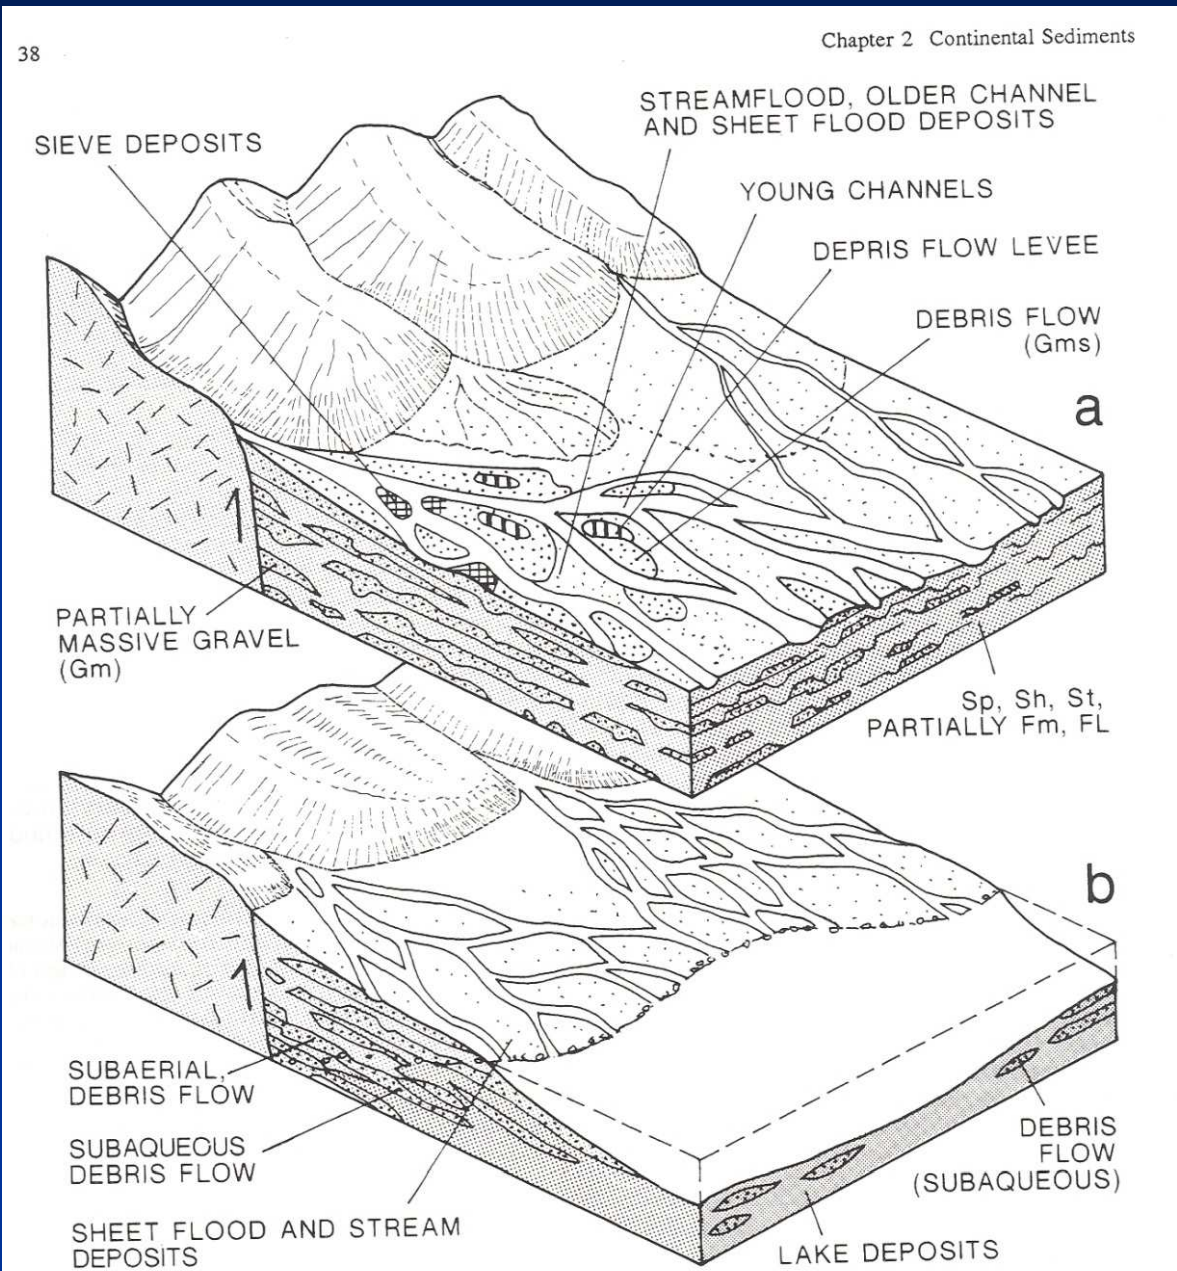 38
Chapter 2 Continental Sediments
STREAMFLOOD, OLDER CHANNEL
AND SHEET FLOOD DEPOSITS
SIEVE DEPOSITS
YOUNG CHANNELS
DEPRIS FLOW LEVEE
DEBRIS FLOW
(Gms)
a
PARTIALLY
MASSIVE GRAVEL
(Gm)
Sp, Sh, St,
PARTIALLY Fm, FL
b
SUBAERIAL,
DEBRIS FLOW
SUBAQUEOUS
DEBRIS FLOW
SHEET FLOOD AND STREAM
DEPOSITS
DEBRIS
FLOW
(SUBAQUEOUS)
LAKE DEPOSITS